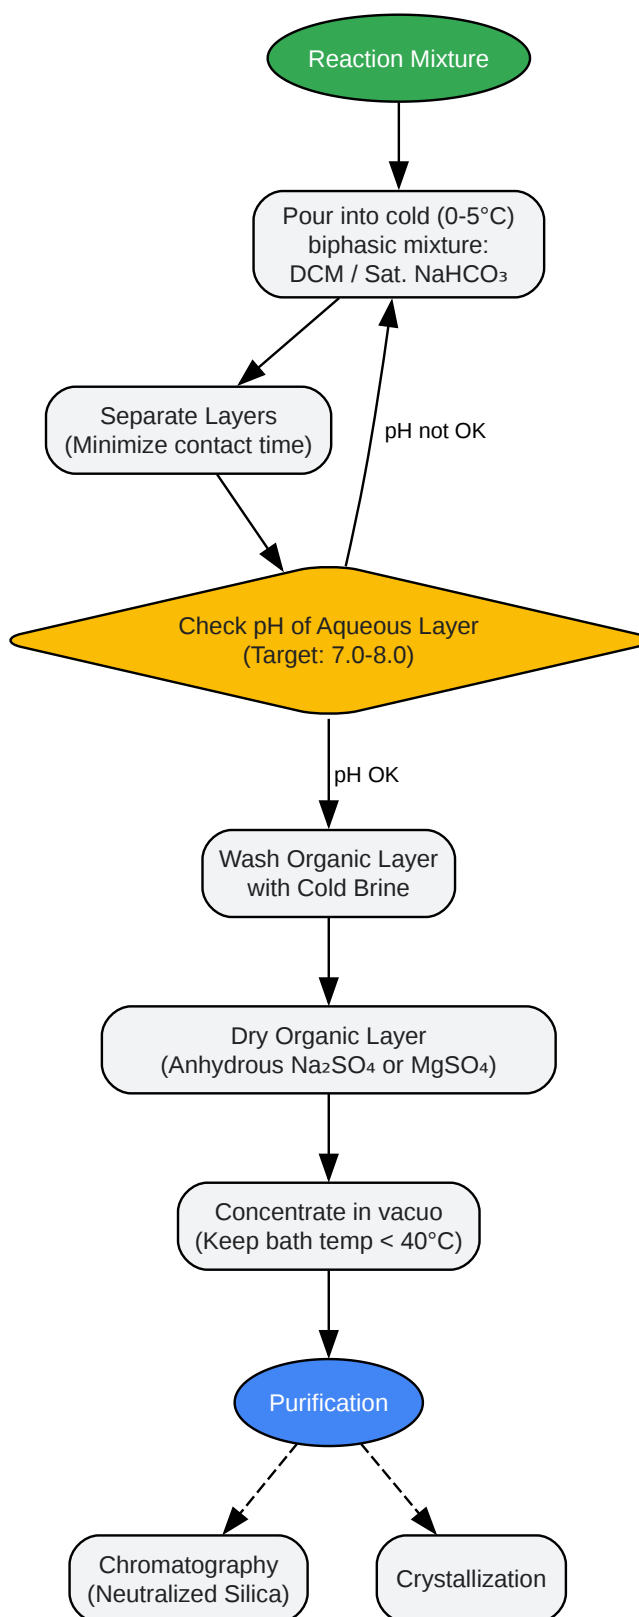 Reaction Mixture
Pour into cold (0-5°C)
biphasic mixture:
DCM / Sat. NaHCO₃
Separate Layers
(Minimize contact time)
pH not OK
Check pH of Aqueous Layer
(Target: 7.0-8.0)
pH OK
Wash Organic Layer
with Cold Brine
Dry Organic Layer
(Anhydrous Na₂SO₄ or MgSO₄)
Concentrate in vacuo
(Keep bath temp < 40°C)
Purification
Chromatography
(Neutralized Silica)
Crystallization